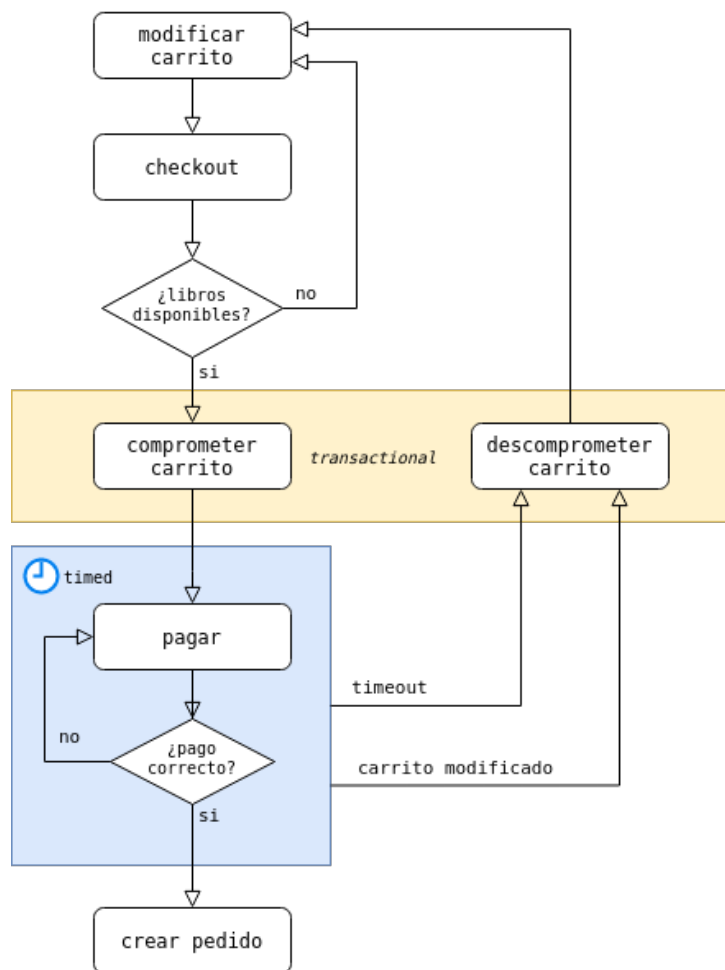 modificar
carrito
checkout
¿libros
disponibles?
no
si
comprometer
carrito
transactional
descomprometer
carrito
timed
pagar
timeout
no
¿pago
correcto?
carrito modificado
si
crear pedido